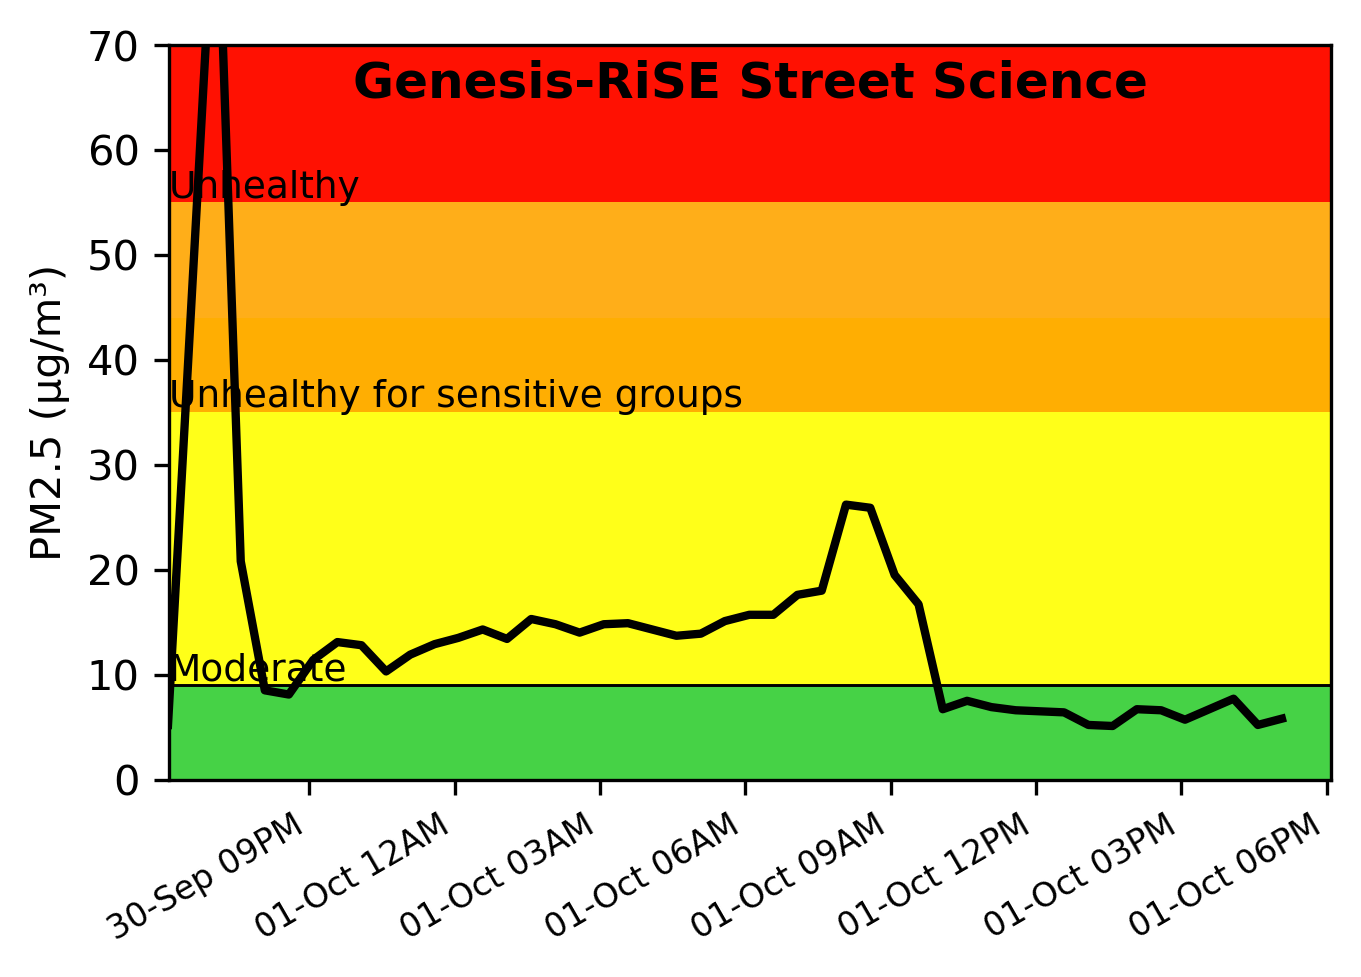 Genesis-RiSE Street Science
PM2.5 (µg/m³)
70
60
50
40
30
20
10
0
Unhealthy
Unhealthy for sensitive groups
Moderate
30-Sep 09PM
01-Oct 12AM
01-Oct 03AM
01-Oct 06AM
01-Oct 09AM
01-Oct 12PM
01-Oct 03PM
01-Oct 06PM